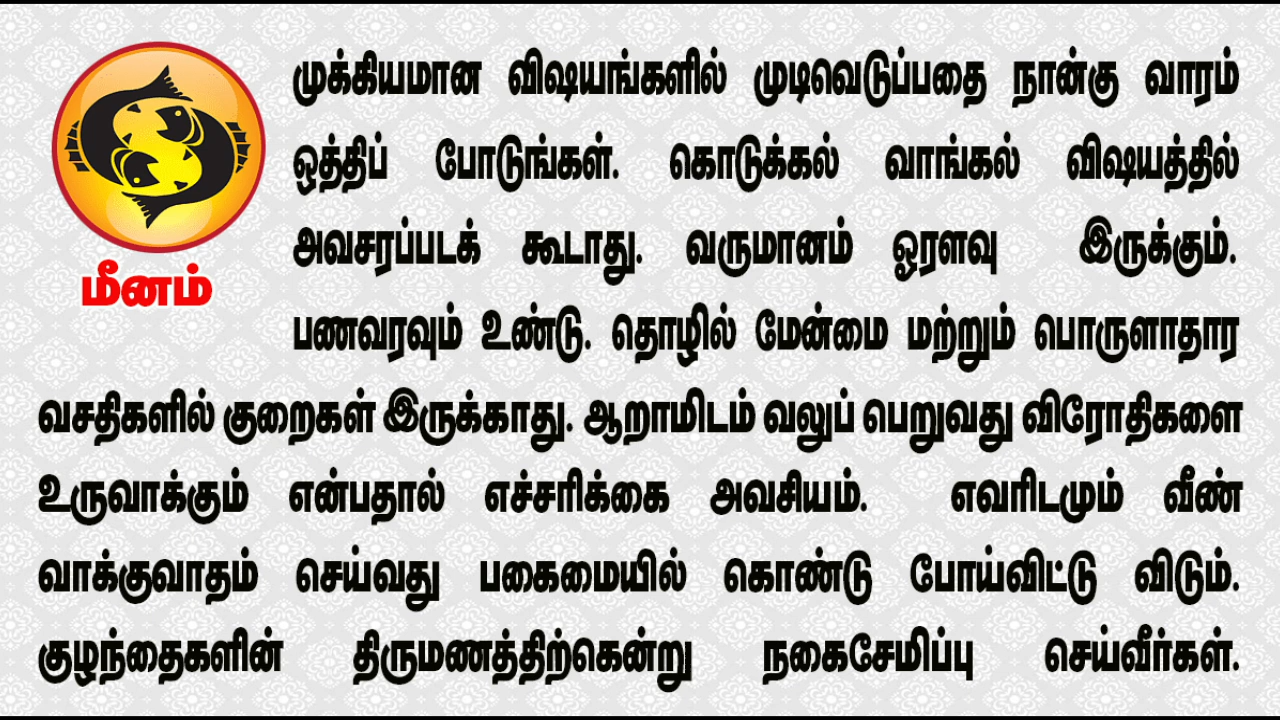 முக்கியமான விஷயங்களில் முடிவெடுப்பதை நான்கு வாரம்
ஒத்திப் போடுங்கள். கொடுக்கல் வாங்கல் விஷயத்தில்
அவசரப்படக் கூடாது. வருமானம் ஓரளவு இருக்கும்.
மீனம்
பணவரவும் உண்டு. தொழில் மேன்மை மற்றும் பொருளாதார
வசதிகளில் குறைகள் இருக்காது. ஆறாமிடம் வலுப் பெறுவது விரோதிகளை
உருவாக்கும் என்பதால் எச்சரிக்கை அவசியம். எவரிடமும் வீண்
வாக்குவாதம் செய்வது பகைமையில் கொண்டு போய்விட்டு விடும்.
குழந்தைகளின் திருமணத்திற்கென்று நகைசேமிப்பு செய்வீர்கள்.